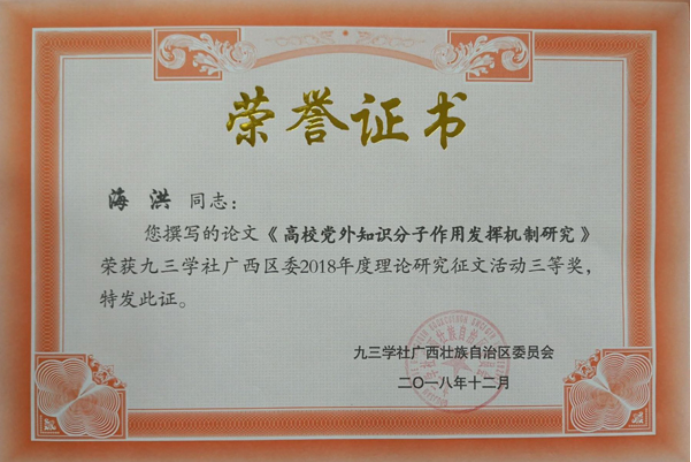 荣誉证书
海洪 同志：
您撰写的论文《高校党外知识分子作用发挥机制研究》
荣获九三学社广西区委2018年度理论研究征文活动三等奖，
特发此证。
九三学社广西壮族自治区委员会
二〇一八年十二月